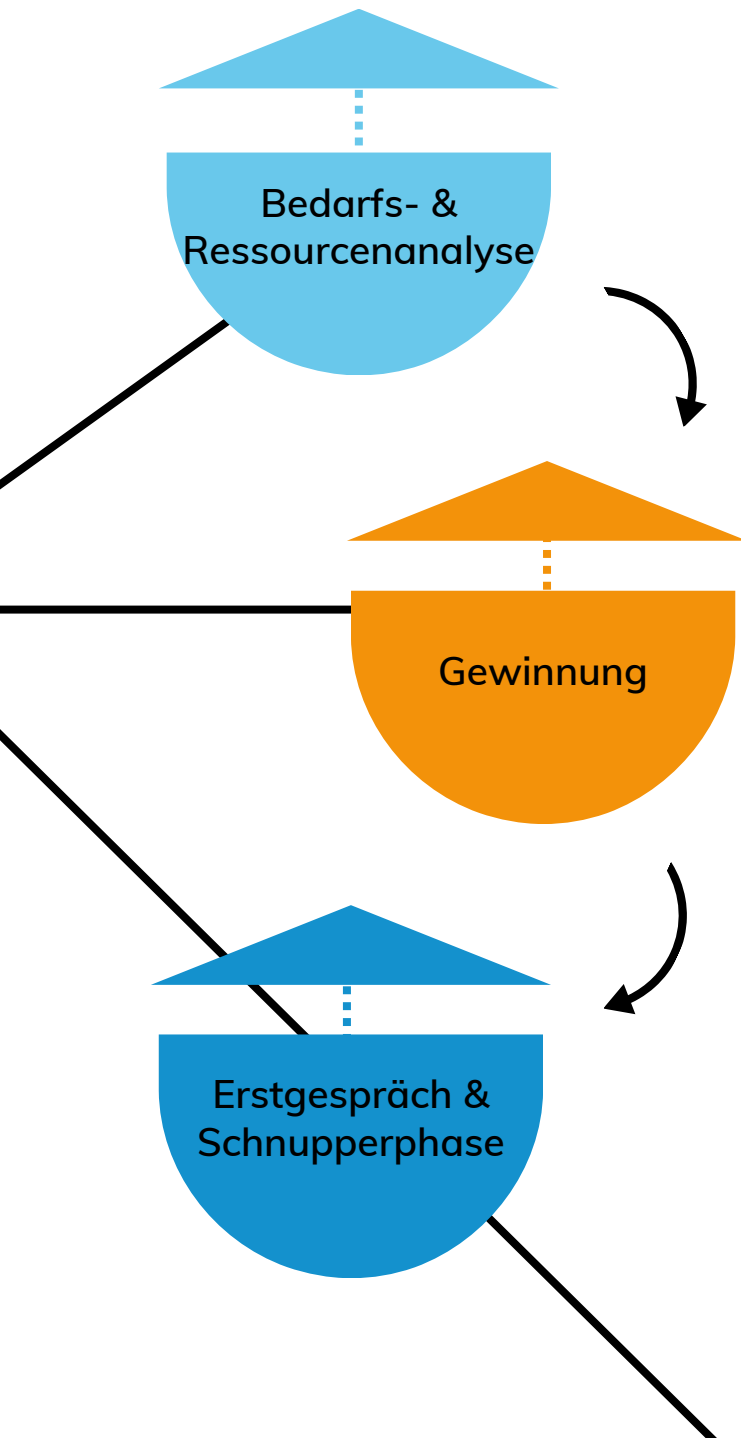 Bedarfs- &
Ressourcenanalyse
Gewinnung
Erstgespräch &
Schnupperphase